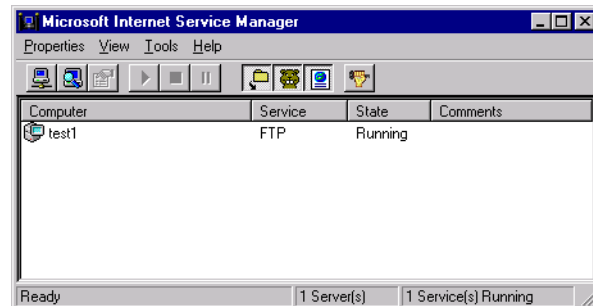 Microsoft Internet Service Manager
Properties View Tools Help
Computer Service State Comments
test1 FTP Running
Ready 1 Server(s) 1 Service(s) Running